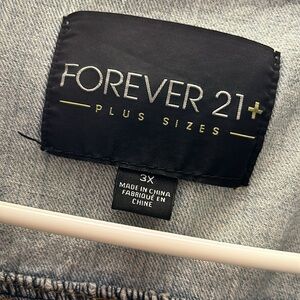 FOREVER 21+
PLUS SIZES
3X
MADE IN CHINA
FABRIQUÉ EN
CHINE